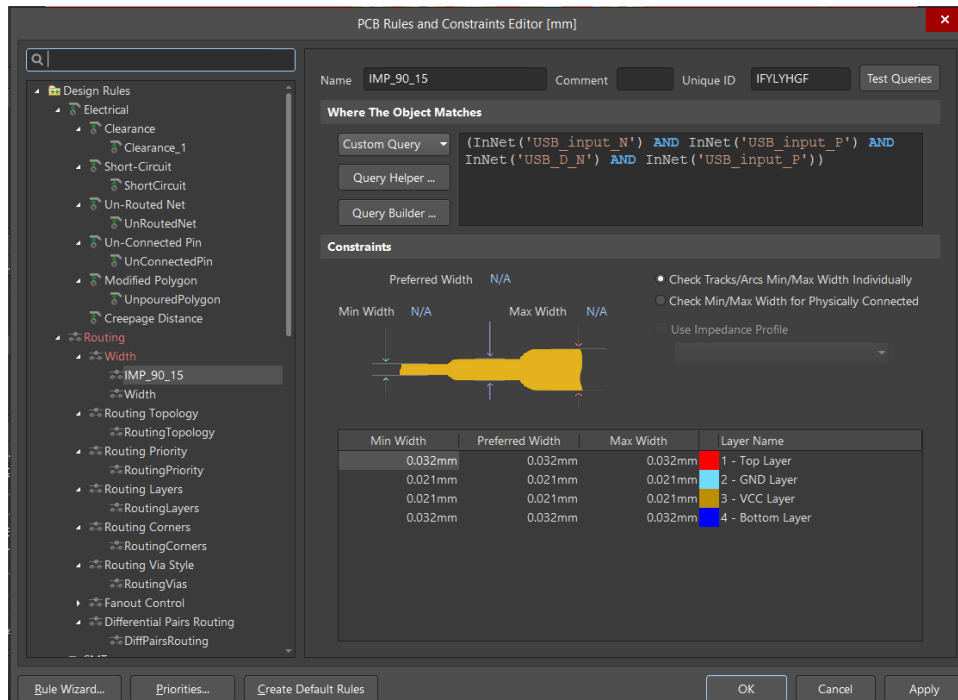 PCB Rules and Constraints Editor [mm]
Design Rules
Electrical
Clearance
Clearance_1
Short-Circuit
ShortCircuit
Un-Routed Net
UnRoutedNet
Un-Connected Pin
UnConnectedPin
Modified Polygon
UnpouredPolygon
Creepage Distance
Routing
Width
IMP_90_15
Width
Routing Topology
RoutingTopology
Routing Priority
RoutingPriority
Routing Layers
RoutingLayers
Routing Corners
RoutingCorners
Routing Via Style
RoutingVias
Fanout Control
Differential Pairs Routing
DiffPairsRouting
Name IMP_90_15 Comment Unique ID IFYLYHGF Test Queries
Where The Object Matches
Custom Query
Query Helper ...
Query Builder ...
(InNet('USB_input_N') AND InNet('USB_input_P') AND
InNet('USB_D_N') AND InNet('USB_input_P'))
Constraints
Preferred Width N/A
Min Width N/A Max Width N/A
Check Tracks/Arcs Min/Max Width Individually
Check Min/Max Width for Physically Connected
Use Impedance Profile
Min Width Preferred Width Max Width Layer Name
0.032mm 0.032mm 0.032mm 1 - Top Layer
0.021mm 0.021mm 0.021mm 2 - GND Layer
0.021mm 0.021mm 0.021mm 3 - VCC Layer
0.032mm 0.032mm 0.032mm 4 - Bottom Layer
Rule Wizard... Priorities... Create Default Rules OK Cancel Apply